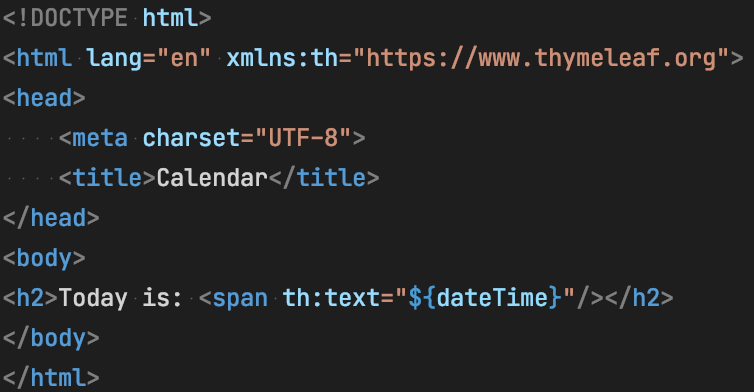 <!DOCTYPE html>
<html lang="en" xmlns:th="https://www.thymeleaf.org">
<head>
    <meta charset="UTF-8">
    <title>Calendar</title>
</head>
<body>
<h2>Today is: <span th:text="${dateTime}"/></h2>
</body>
</html>